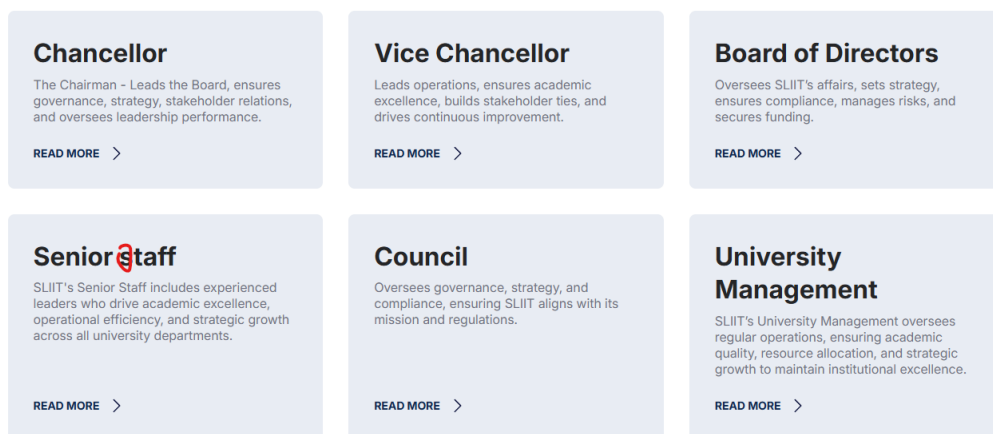 Chancellor
The Chairman - Leads the Board, ensures
governance, strategy, stakeholder relations,
and oversees leadership performance.
READ MORE
Vice Chancellor
Leads operations, ensures academic
excellence, builds stakeholder ties, and
drives continuous improvement.
READ MORE
Board of Directors
Oversees SLIIT’s affairs, sets strategy,
ensures compliance, manages risks, and
secures funding.
READ MORE
Senior staff
SLIIT's Senior Staff includes experienced
leaders who drive academic excellence,
operational efficiency, and strategic growth
across all university departments.
READ MORE
Council
Oversees governance, strategy, and
compliance, ensuring SLIIT aligns with its
mission and regulations.
READ MORE
University
Management
SLIIT’s University Management oversees
regular operations, ensuring academic
quality, resource allocation, and strategic
growth to maintain institutional excellence.
READ MORE